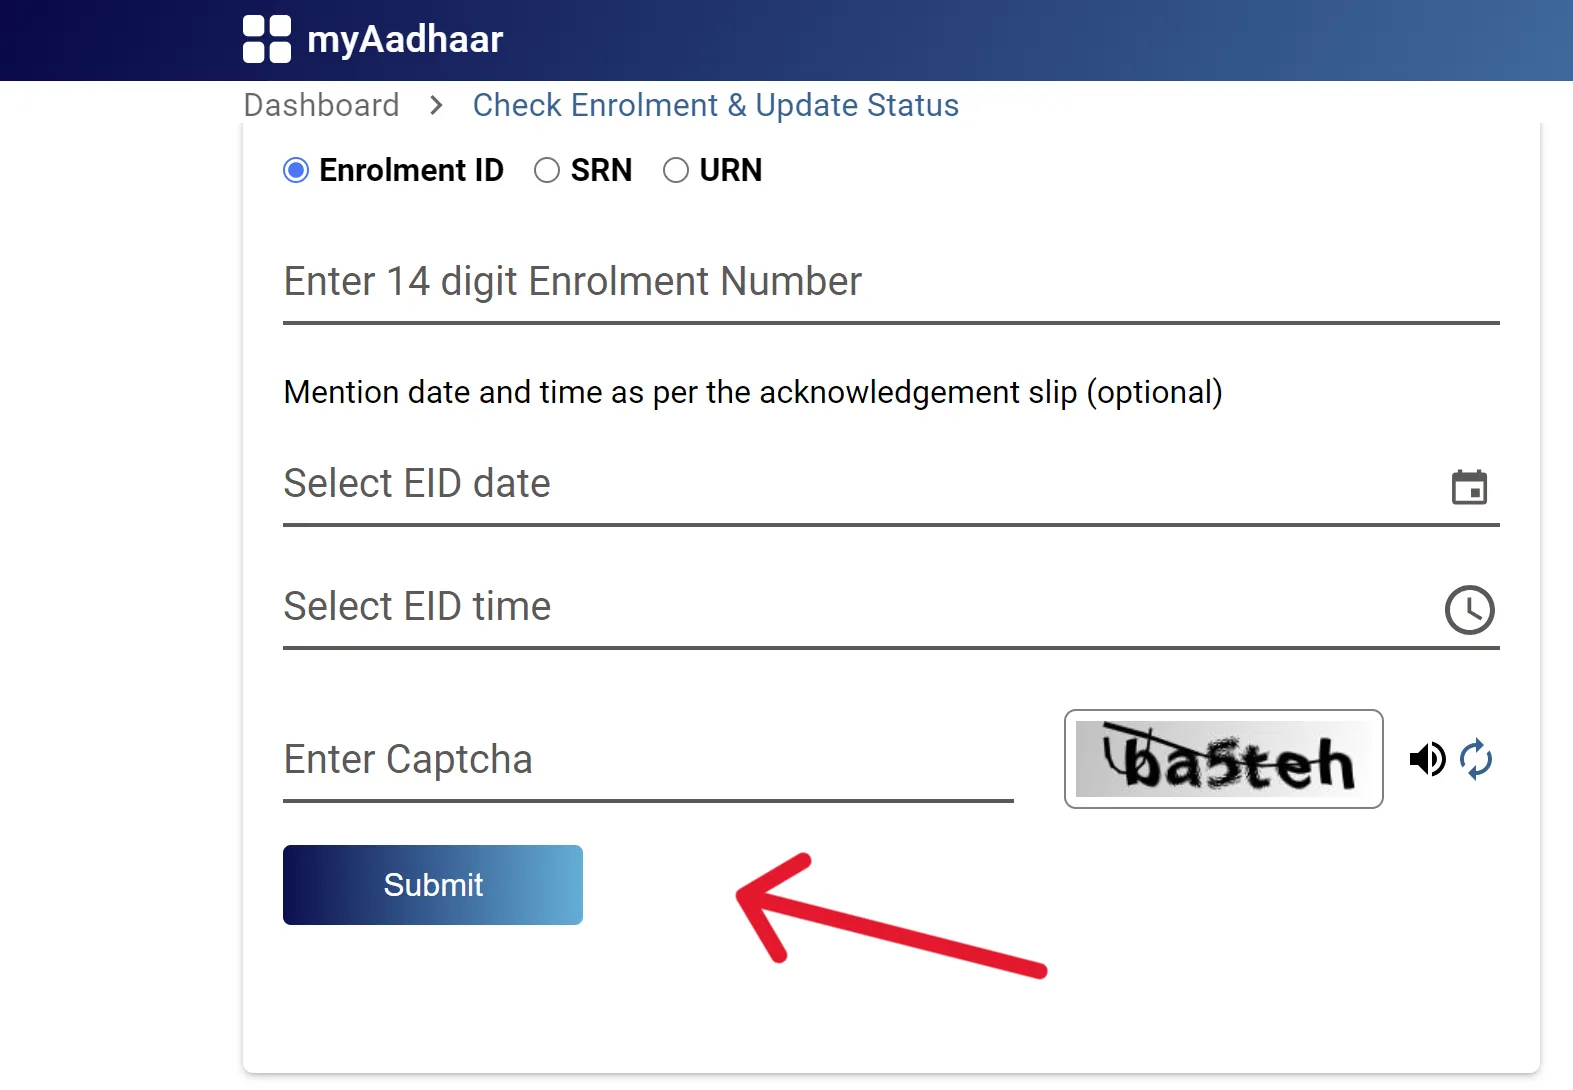 myAadhaar
Dashboard > Check Enrolment & Update Status
Enrolment ID SRN URN
Enter 14 digit Enrolment Number
Mention date and time as per the acknowledgement slip (optional)
Select EID date
Select EID time
Enter Captcha
Submit